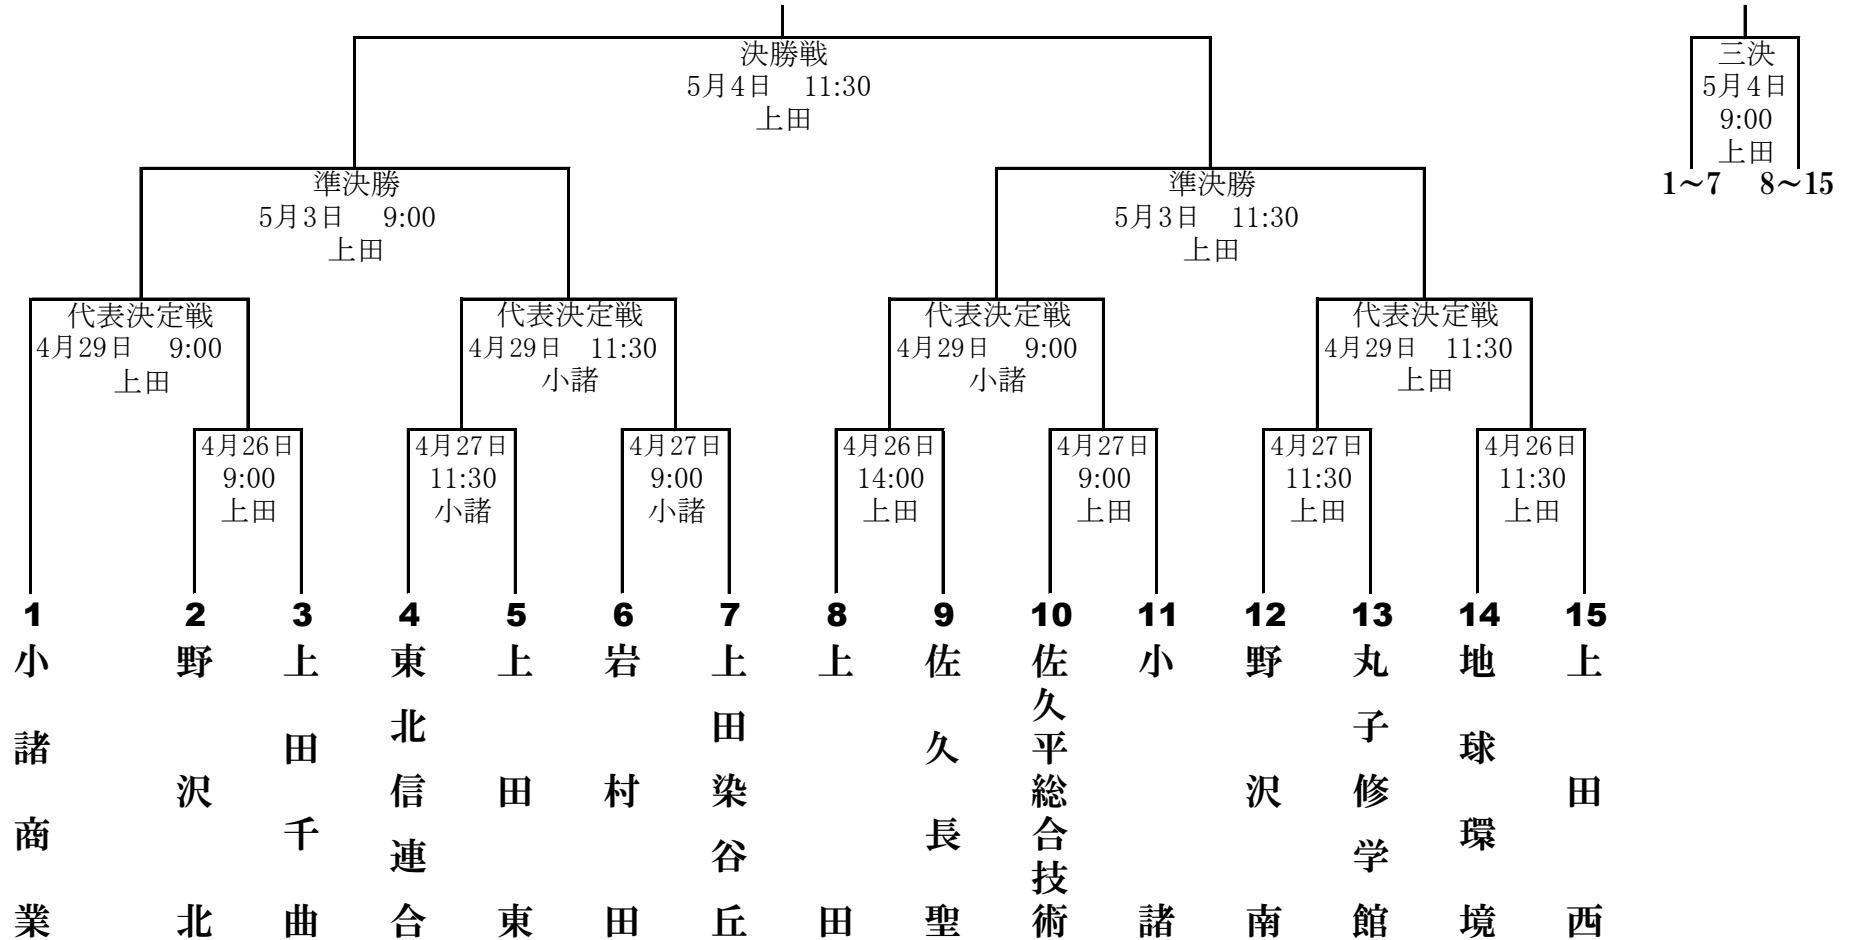 決勝戦
5月4日 11:30
上田
三決
5月4日
9:00
上田
1～7 8～15
準決勝
5月3日 9:00
上田
準決勝
5月3日 11:30
上田
代表決定戦
4月29日 9:00
上田
代表決定戦
4月29日 11:30
小諸
代表決定戦
4月29日 9:00
小諸
代表決定戦
4月29日 11:30
上田
4月26日
9:00
上田
4月27日
11:30
小諸
4月27日
9:00
小諸
4月26日
14:00
上田
4月27日
9:00
上田
4月27日
11:30
上田
4月26日
11:30
上田
1
小諸商業
2
野沢北
3
上田千曲
4
東北信連合
5
上田東
6
岩村田
7
上田染谷丘
8
上田
9
佐久長聖
10
佐久平総合技術
11
小諸
12
野沢南
13
丸子修学館
14
地球環境
15
上田西